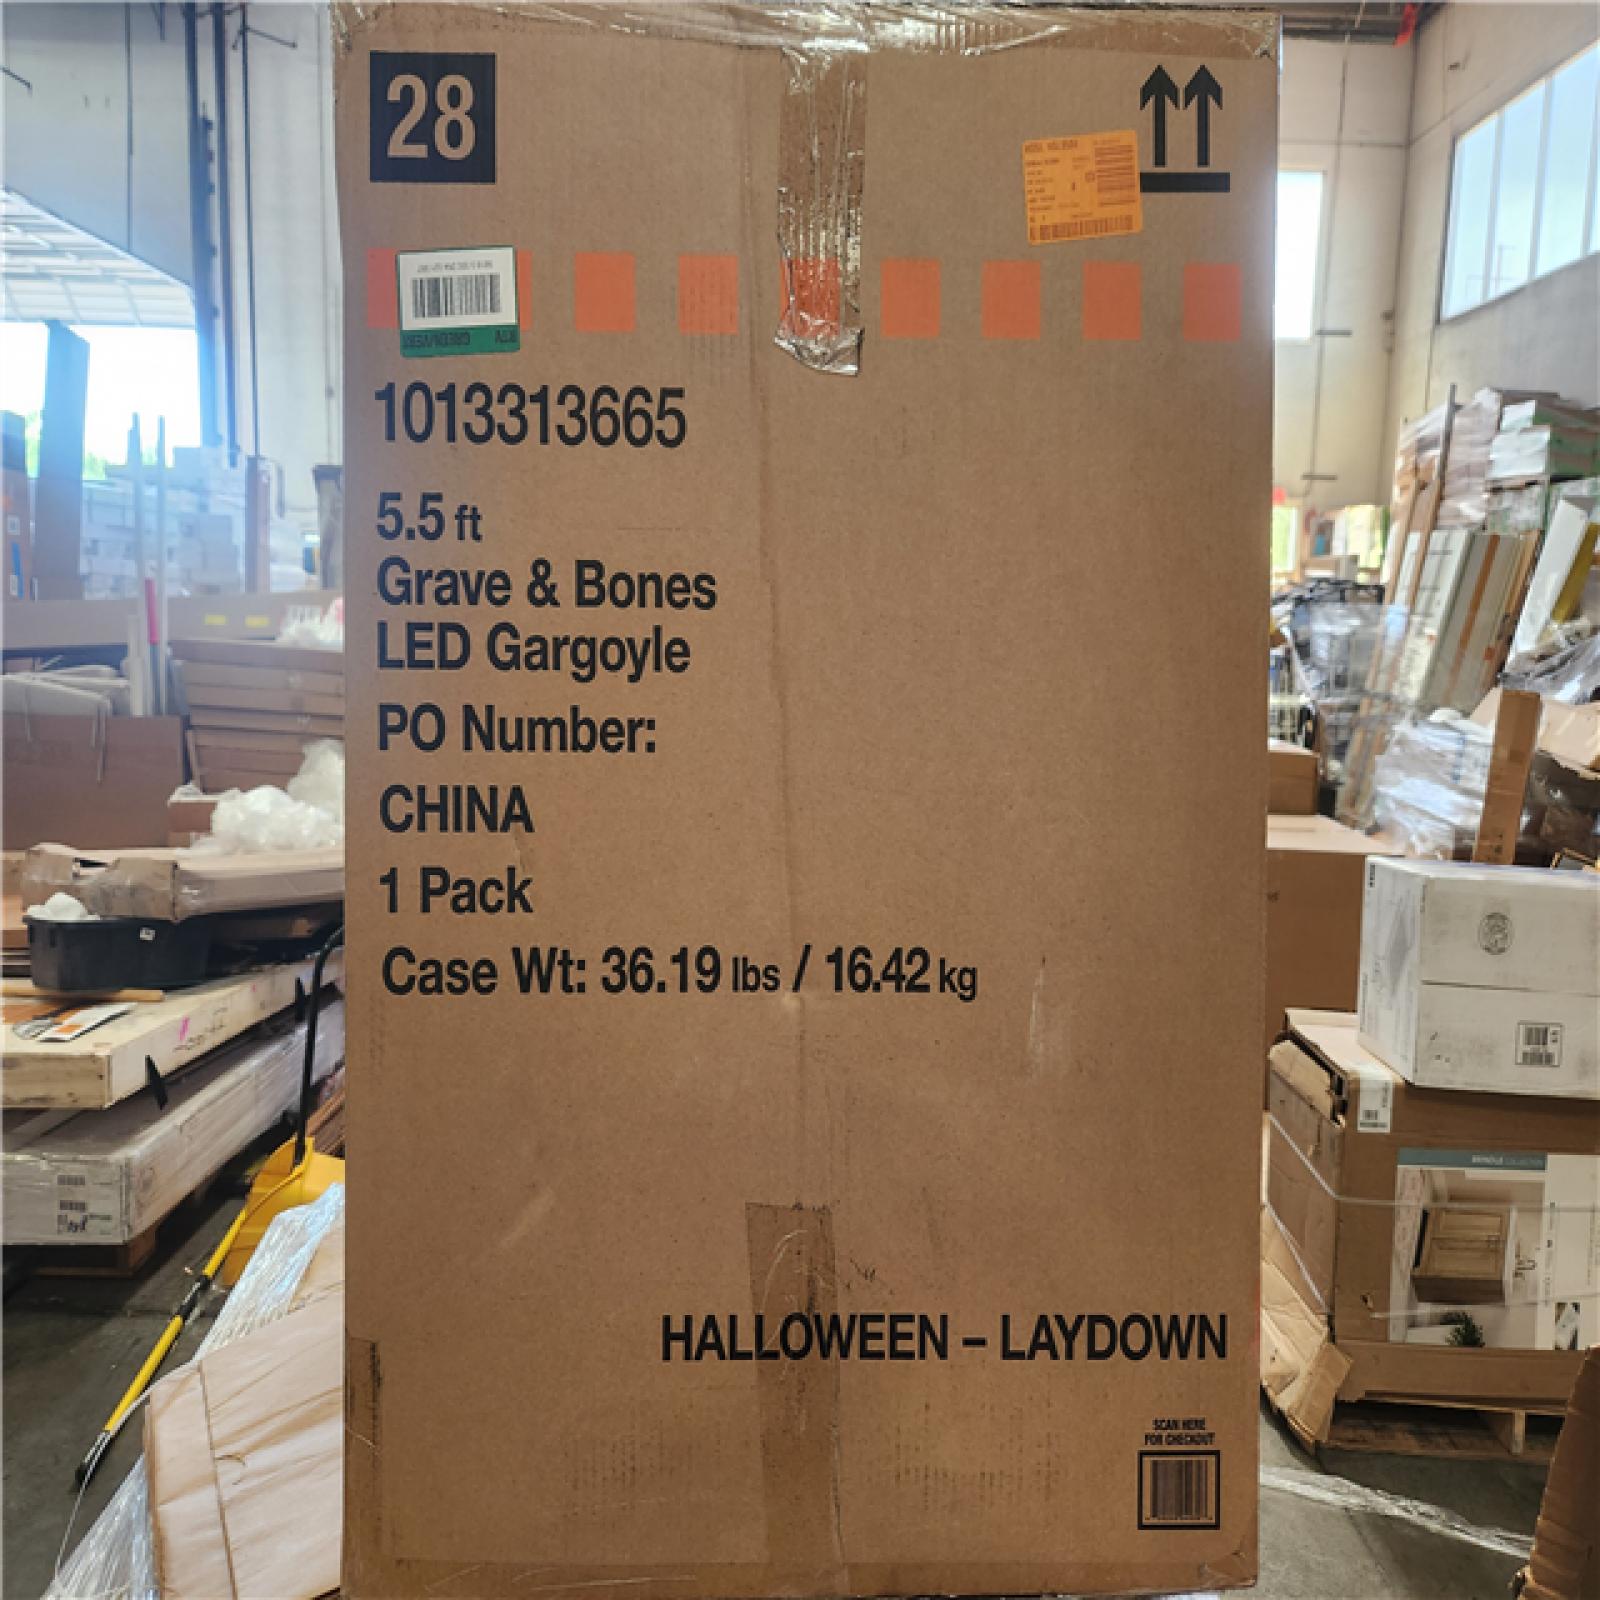 28
1013313665
5.5 ft
Grave & Bones
LED Gargoyle
PO Number:
CHINA
1 Pack
Case Wt: 36.19 lbs / 16.42 kg
HALLOWEEN – LAYDOWN
SCAN HERE
FOR CHECKOUT